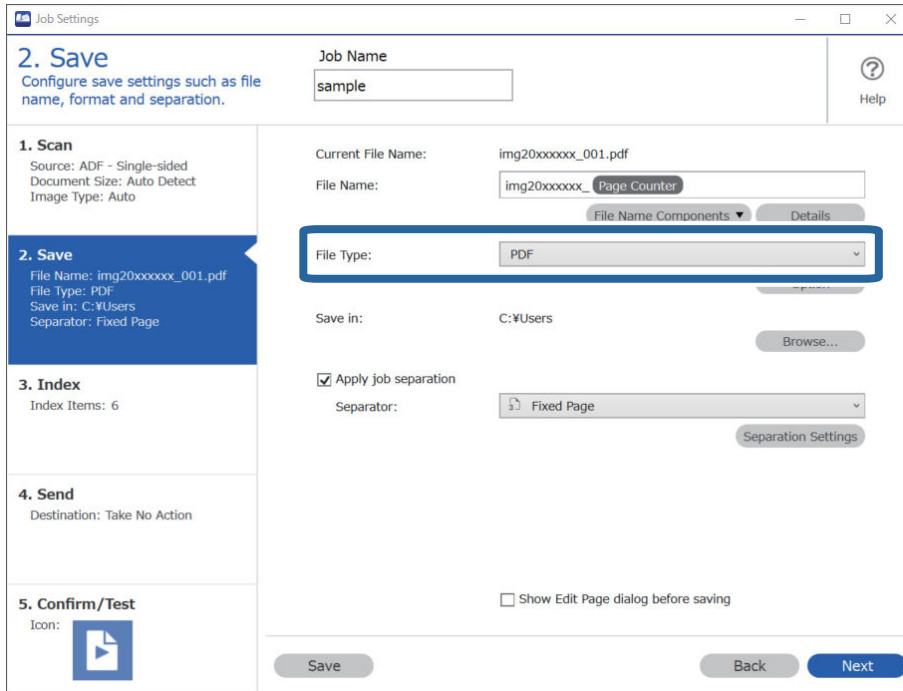 Job Settings
2. Save
Configure save settings such as file
name, format and separation.
Job Name
sample
?
Help
1. Scan
Source: ADF - Single-sided
Document Size: Auto Detect
Image Type: Auto
2. Save
File Name: img20xxxxxx_001.pdf
File Type: PDF
Save in: C:¥Users
Separator: Fixed Page
3. Index
Index Items: 6
4. Send
Destination: Take No Action
5. Confirm/Test
Icon:
Current File Name: img20xxxxxx_001.pdf
File Name: img20xxxxxx_ Page Counter
File Name Components ▼ Details
File Type: PDF
Save in: C:¥Users
Browse...
Apply job separation
Separator: Fixed Page
Separation Settings
Show Edit Page dialog before saving
Save Back Next